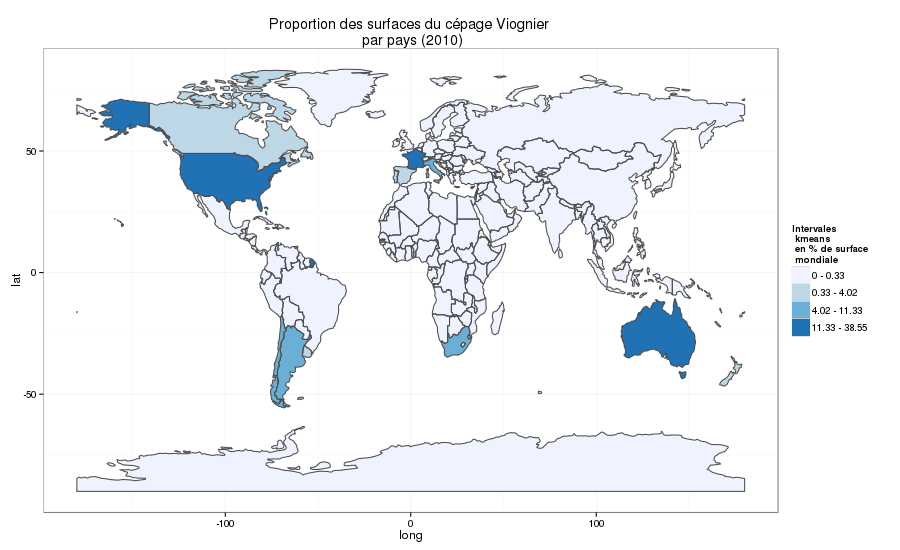 Proportion des surfaces du cépage Viognier
par pays (2010)
50
0
-50
lat
-100
0
100
long
Intervales
kmeans
en % de surface
mondiale
0 - 0.33
0.33 - 4.02
4.02 - 11.33
11.33 - 38.55